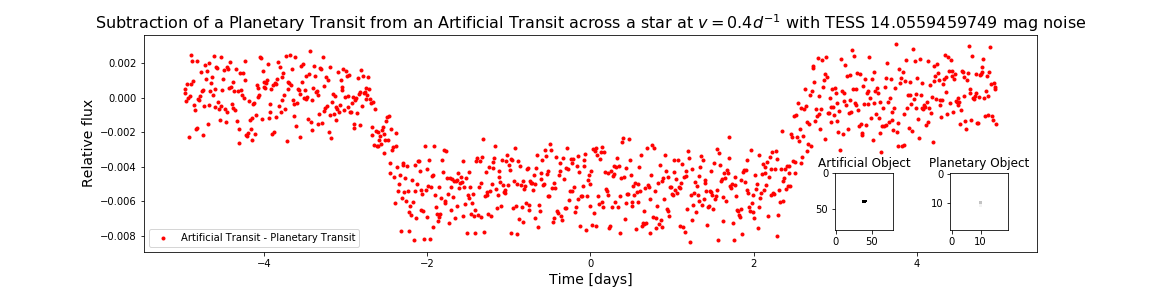 Subtraction of a Planetary Transit from an Artificial Transit across a star at v = 0.4d⁻¹ with TESS 14.0559459749 mag noise
Relative flux
0.002
0.000
−0.002
−0.004
−0.006
−0.008
Artificial Transit - Planetary Transit
Artificial Object
0
50
0 50
Planetary Object
0
10
0 10
−4 −2 0 2 4
Time [days]